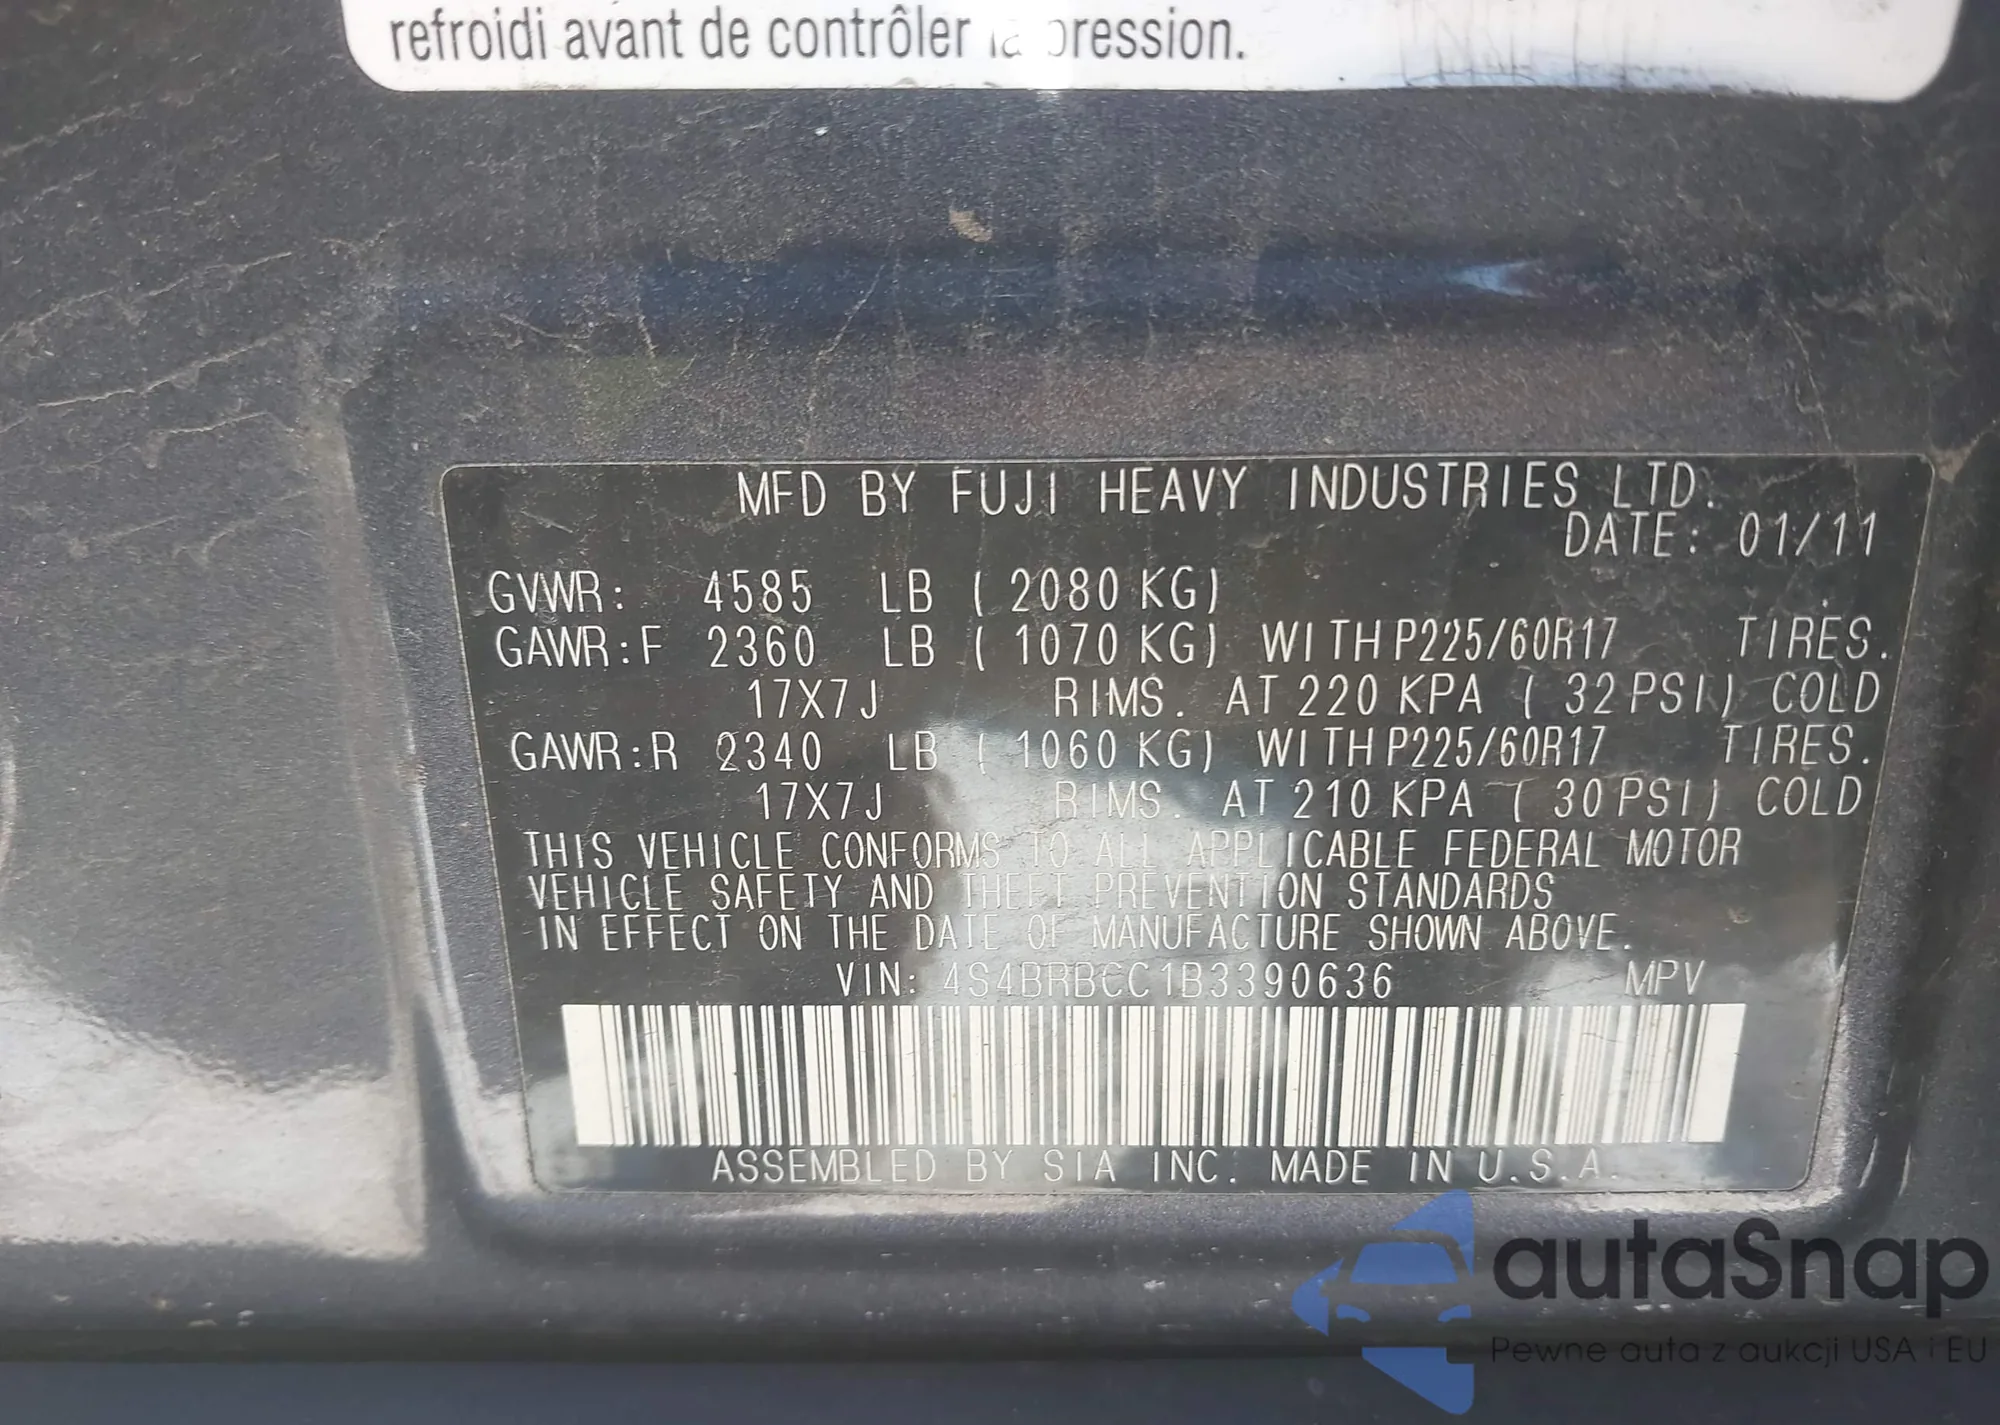 refroidi avant de contrôler la pression.
MFD BY FUJI HEAVY INDUSTRIES LTD.
DATE: 01/11
GVWR: 4585 LB ( 2080 KG)
GAWR:F 2360 LB ( 1070 KG) WITH P225/60R17 TIRES.
17X7J RIMS. AT 220 KPA ( 32 PSI) COLD
GAWR:R 2340 LB ( 1060 KG) WITH P225/60R17 TIRES.
17X7J RIMS. AT 210 KPA ( 30 PSI) COLD
THIS VEHICLE CONFORMS TO ALL APPLICABLE FEDERAL MOTOR
VEHICLE SAFETY AND THEFT PREVENTION STANDARDS
IN EFFECT ON THE DATE OF MANUFACTURE SHOWN ABOVE.
VIN: 4S4BRBCC1B3390636 MPV
ASSEMBLED BY SIA INC. MADE IN U.S.A.
autaSnap
Pewne auta z aukcji USA i EU